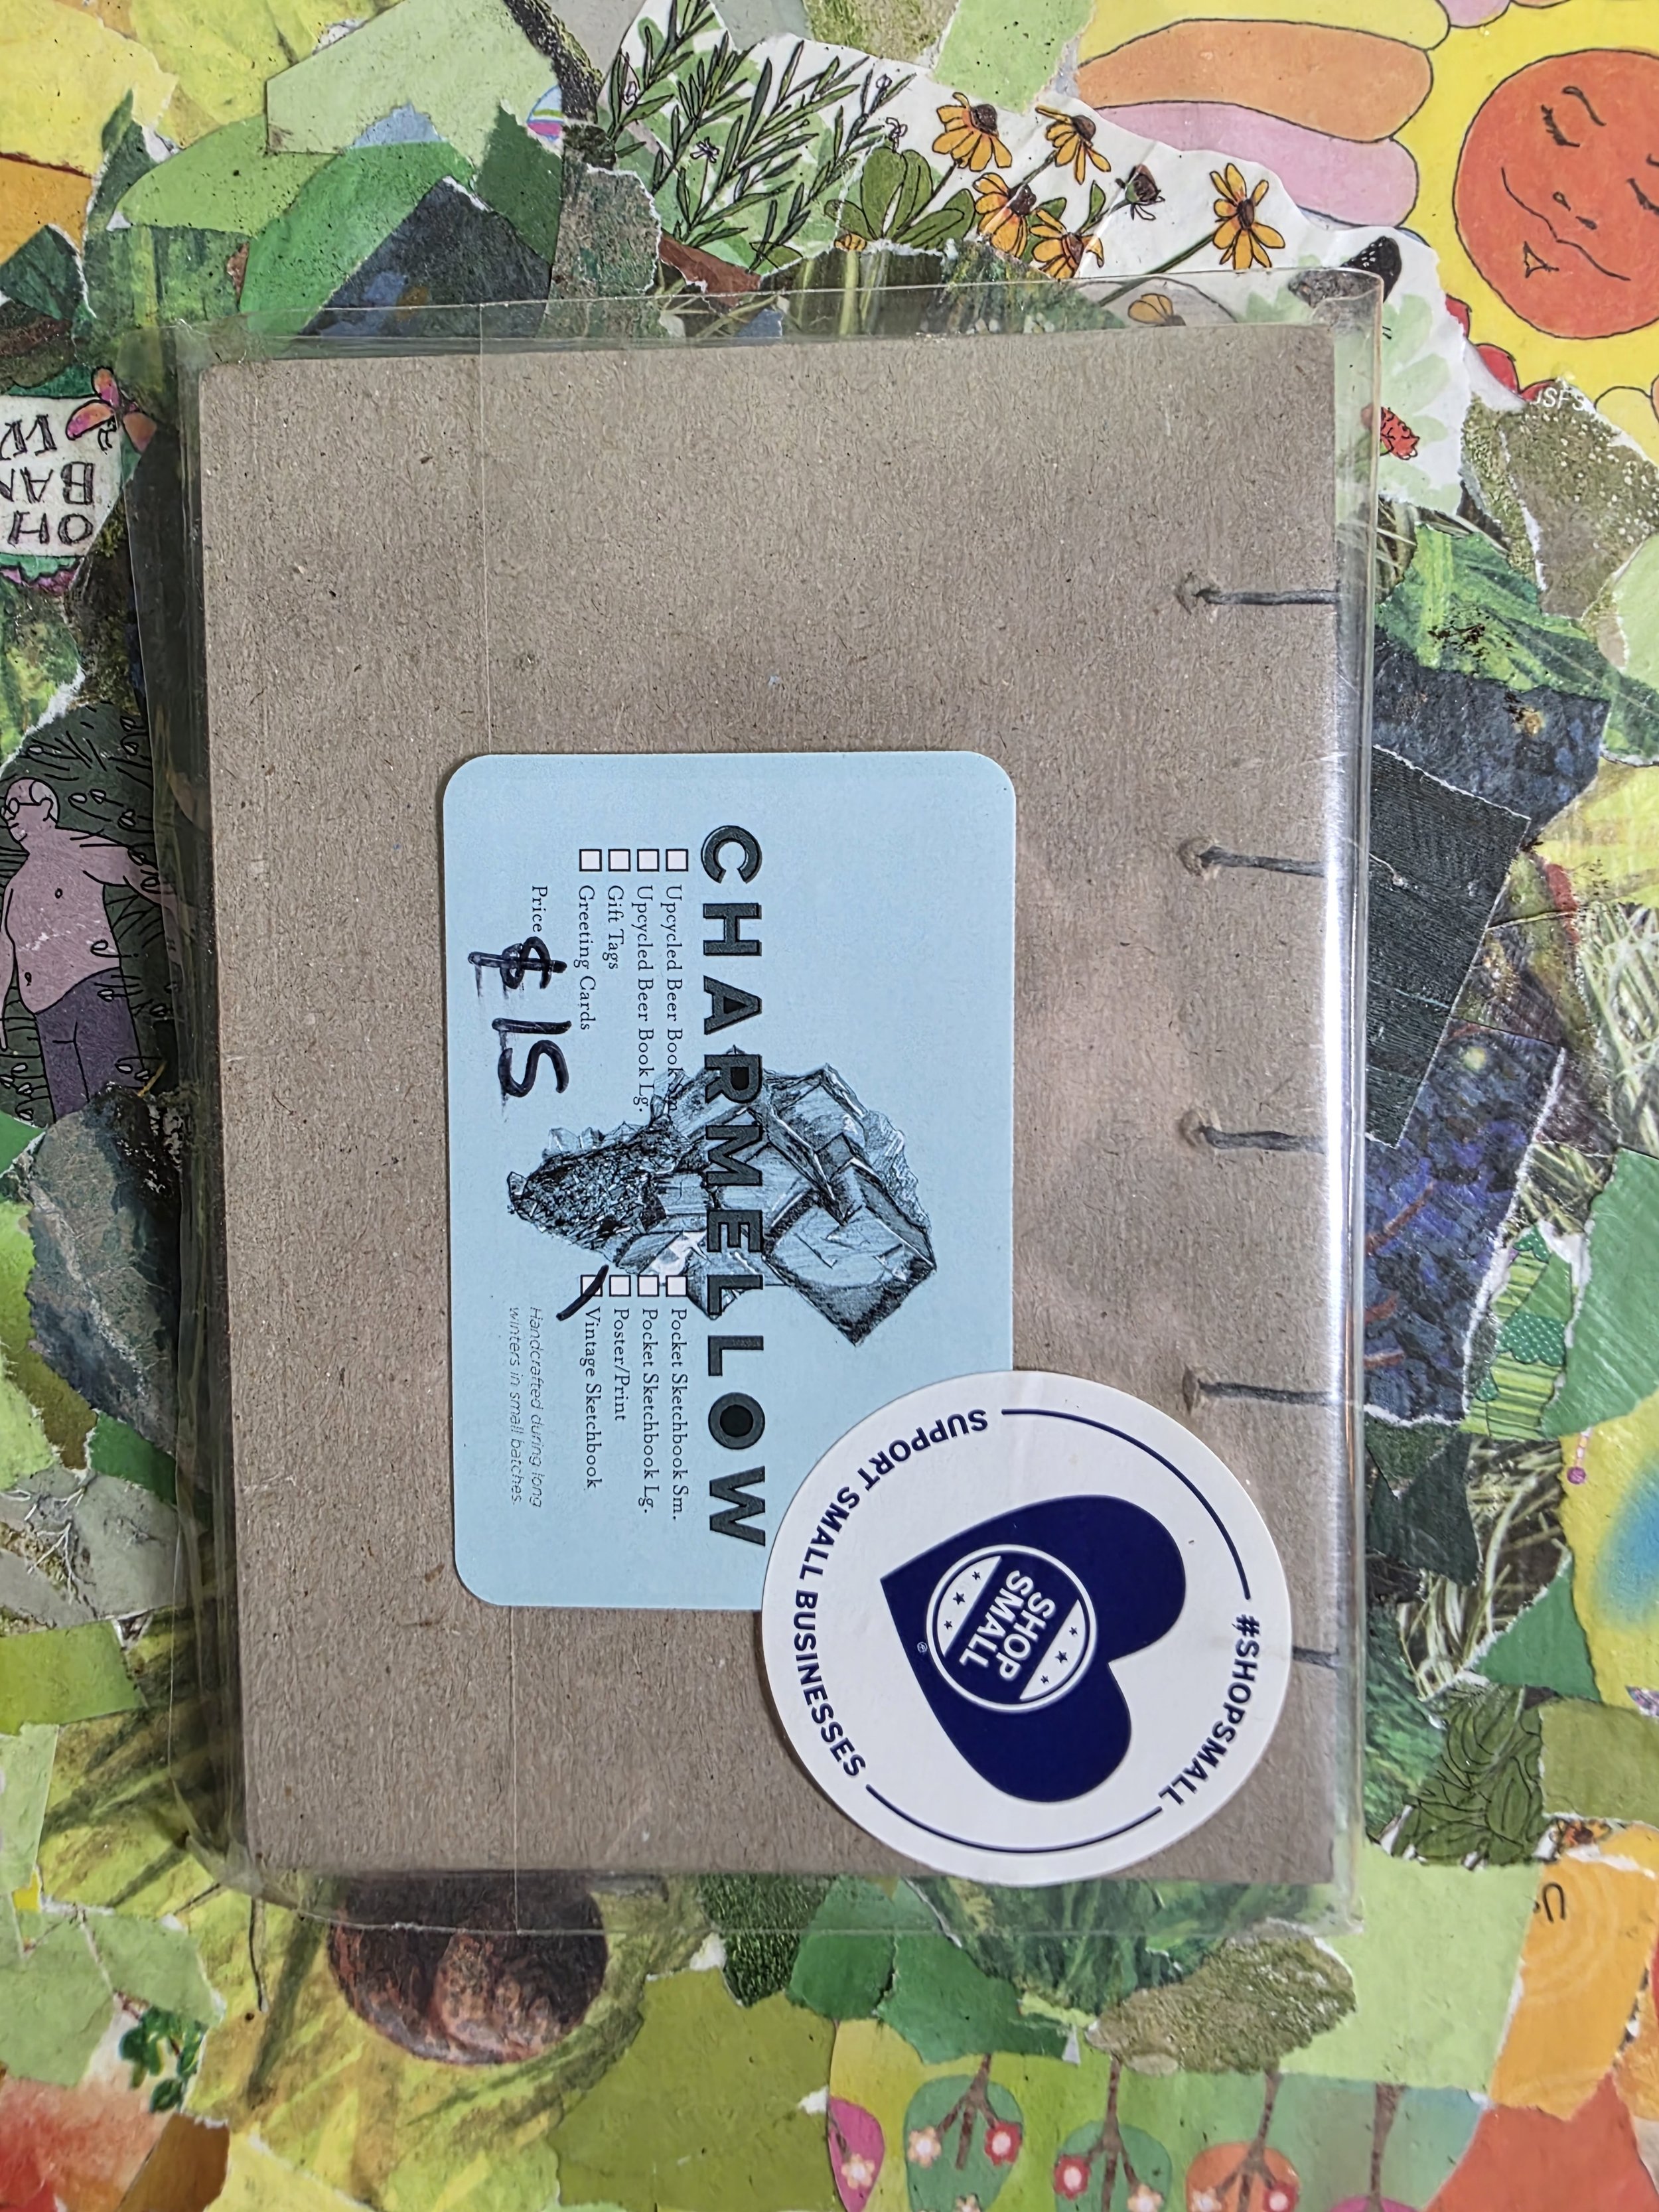 CHARMELLOW
Upcycled Beer Book Sm.
Upcycled Beer Book Lg.
Gift Tags
Greeting Cards
Price $15
Pocket Sketchbook Sm.
Pocket Sketchbook Lg.
Poster/Print
Vintage Sketchbook
Handcrafted during long
winters in small batches.
#SHOPSMALL
SHOP
SMALL
®
SUPPORT SMALL BUSINESSES
OH